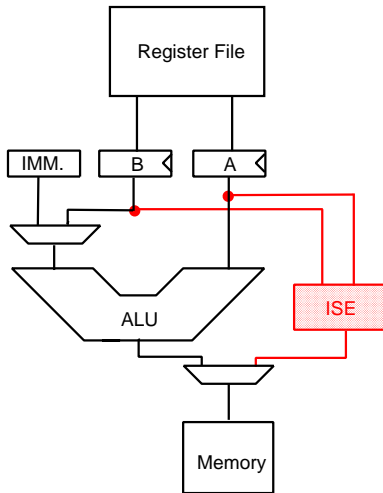 Register File
IMM.
B
A
ALU
ISE
Memory